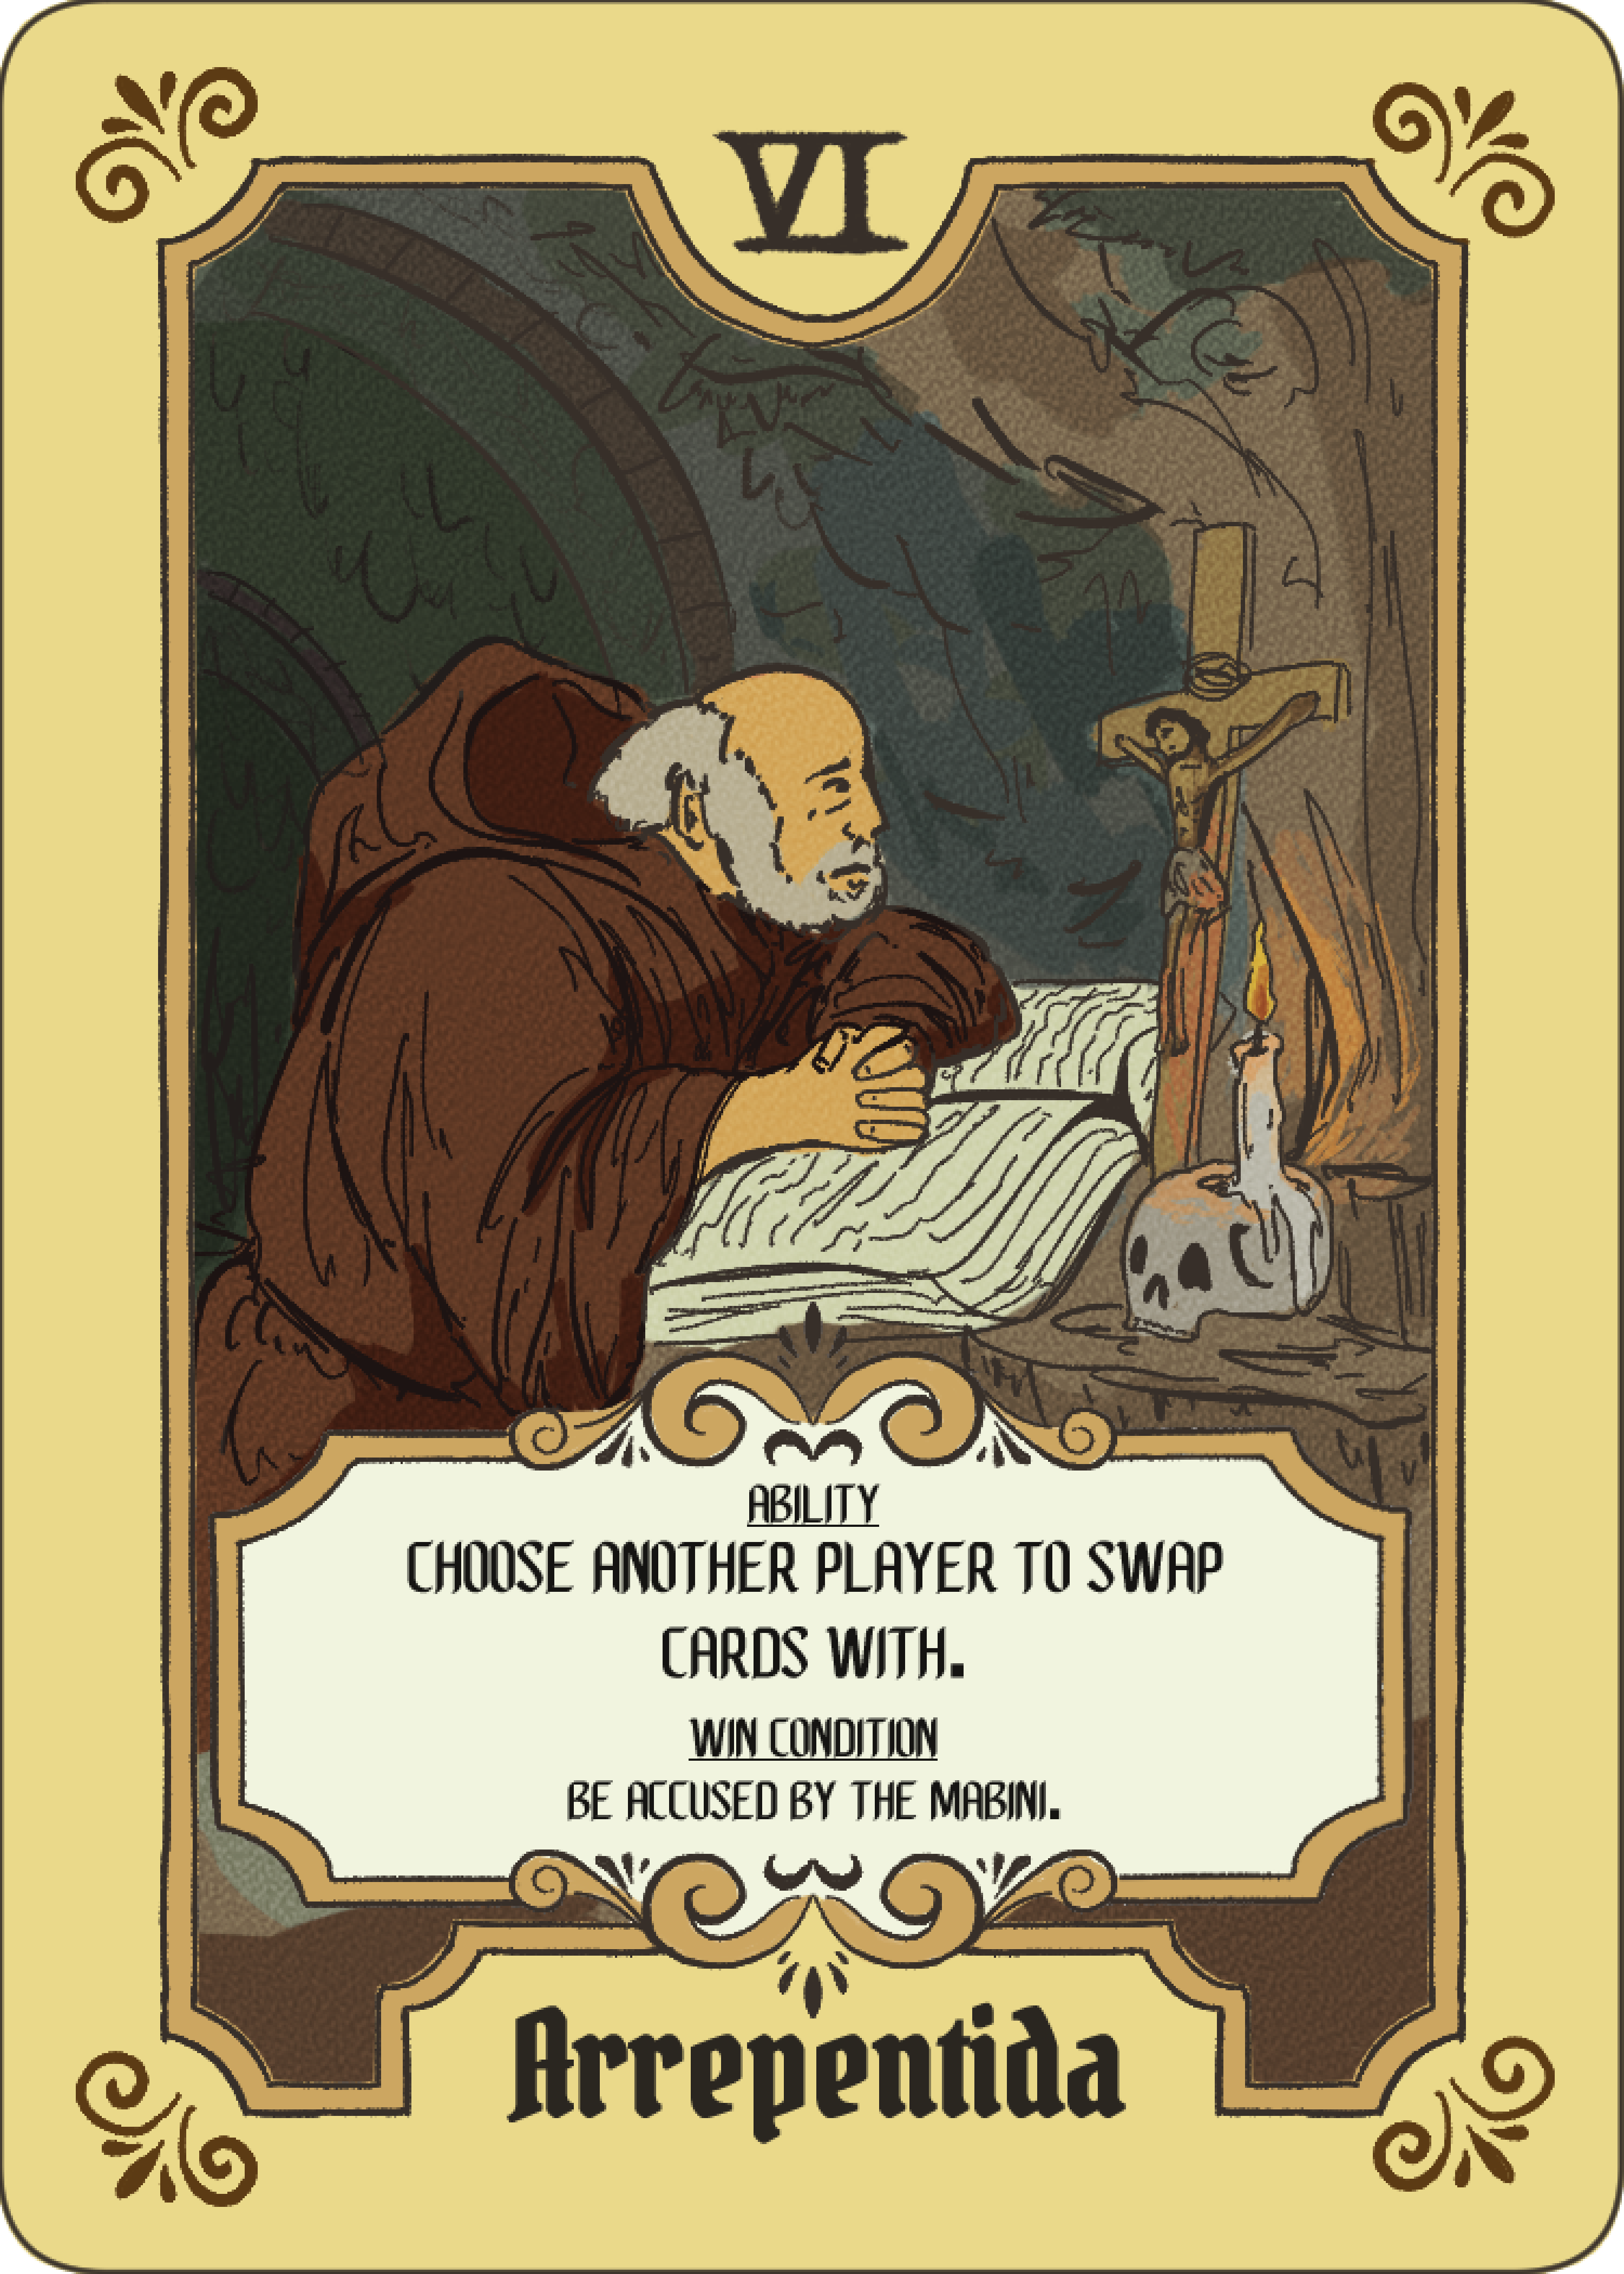 VI
ABILITY
CHOOSE ANOTHER PLAYER TO SWAP
CARDS WITH.
WIN CONDITION
BE ACCUSED BY THE MABINI.
Arrepentida